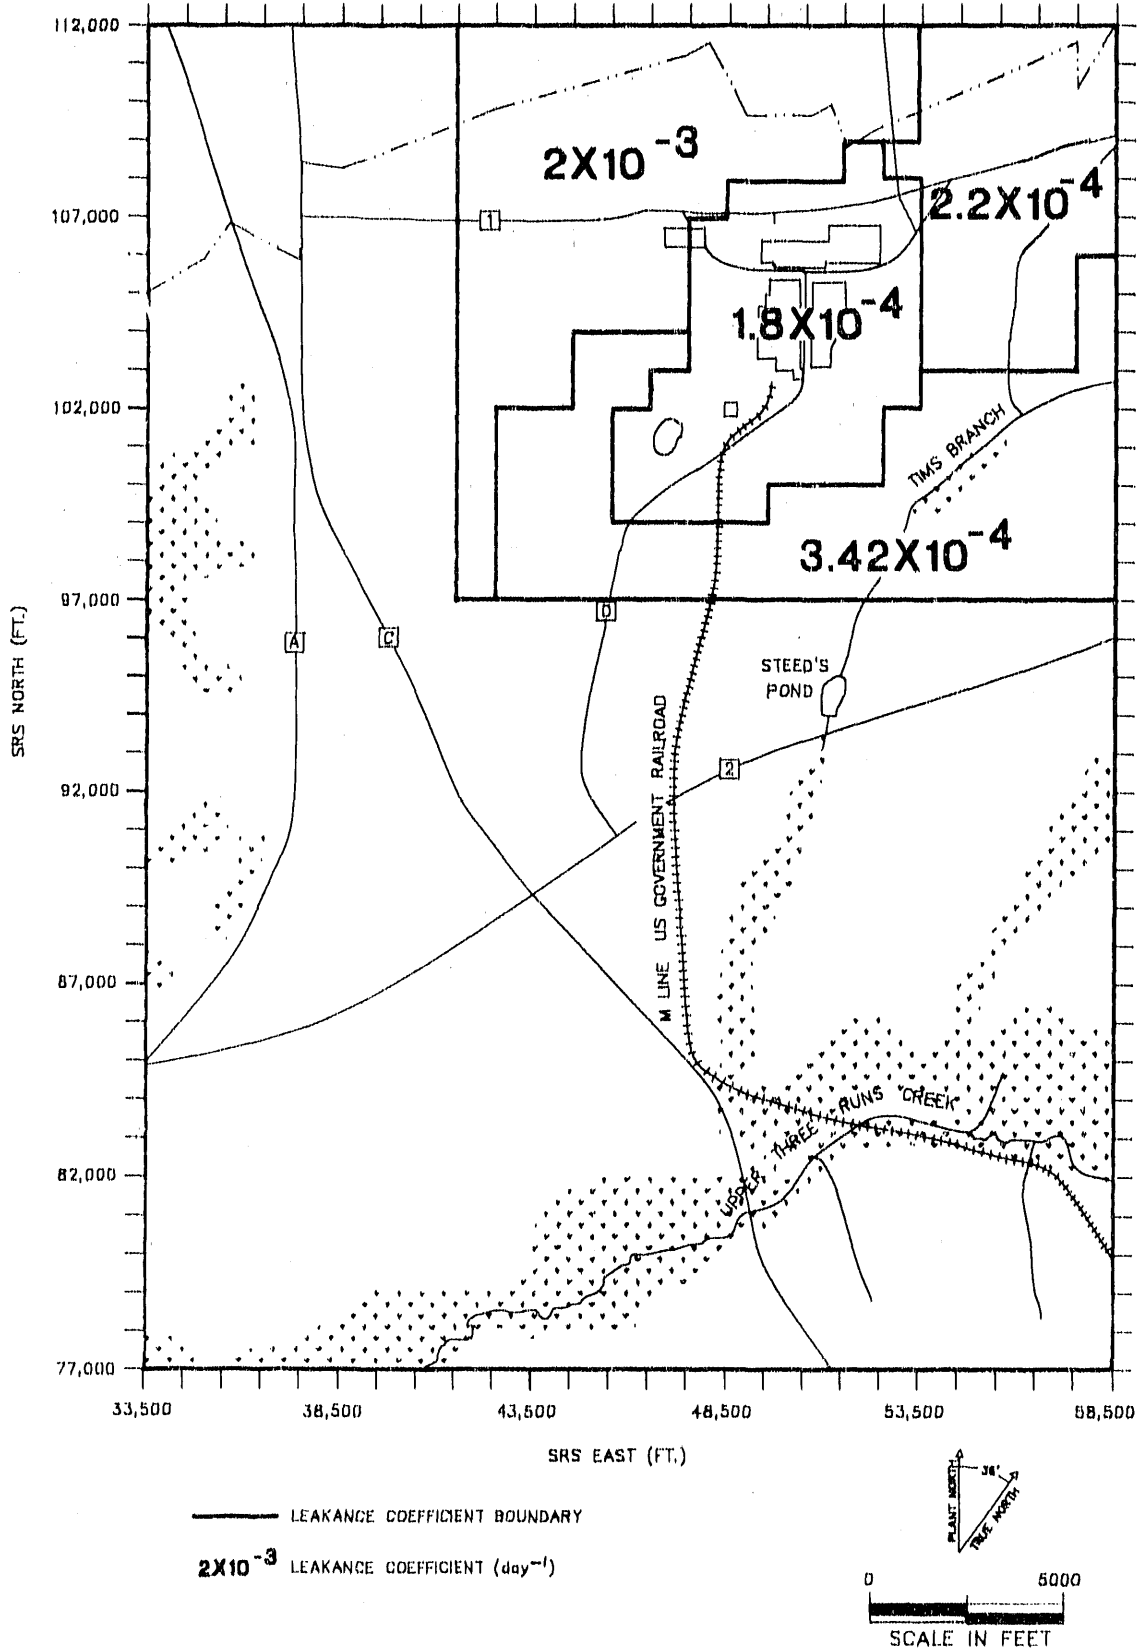 112,000
2X10⁻³
2.2X10⁻⁴
107,000
1
1.8X10⁻⁴
102,000
TIMS BRANCH
3.42X10⁻⁴
97,000
D
A
C
STEED'S
POND
SRS NORTH (FT.)
M LINE US GOVERNMENT RAILROAD
2
92,000
87,000
UPPER THREE RUNS CREEK
82,000
77,000
33,500 38,500 43,500 48,500 53,500 58,500
SRS EAST (FT.)
PLANT NORTH
36°
TRUE NORTH
LEAKANCE COEFFICIENT BOUNDARY
2X10⁻³ LEAKANCE COEFFICIENT (day⁻¹)
0 5000
SCALE IN FEET